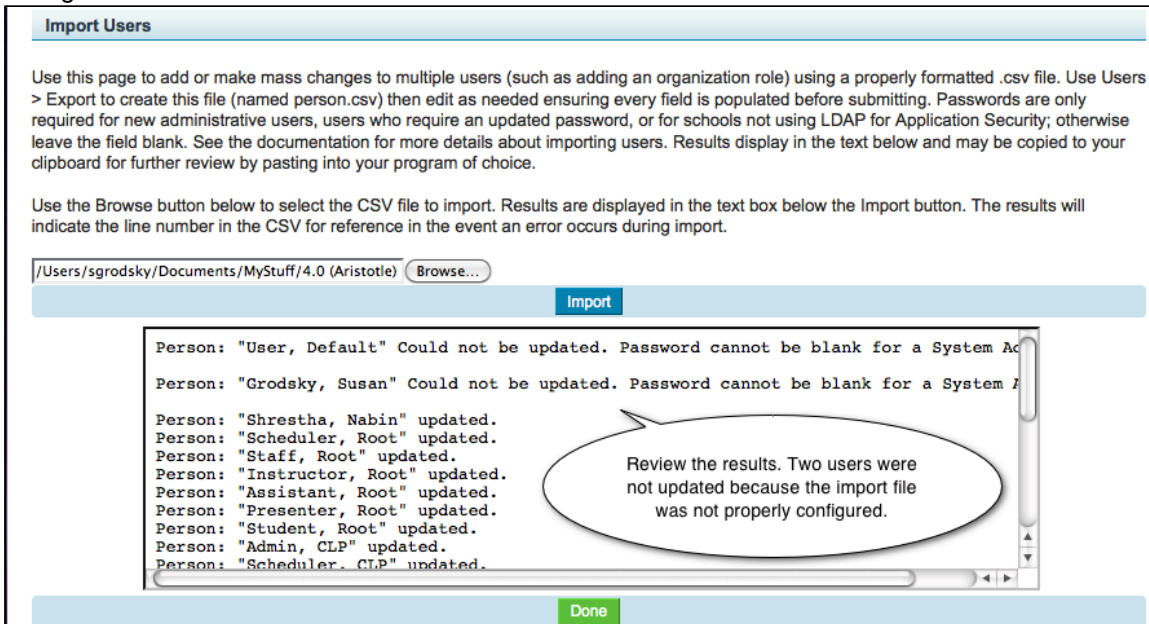 Import Users
Use this page to add or make mass changes to multiple users (such as adding an organization role) using a properly formatted .csv file. Use Users
> Export to create this file (named person.csv) then edit as needed ensuring every field is populated before submitting. Passwords are only
required for new administrative users, users who require an updated password, or for schools not using LDAP for Application Security; otherwise
leave the field blank. See the documentation for more details about importing users. Results display in the text below and may be copied to your
clipboard for further review by pasting into your program of choice.
Use the Browse button below to select the CSV file to import. Results are displayed in the text box below the Import button. The results will
indicate the line number in the CSV for reference in the event an error occurs during import.
/Users/sgrodsky/Documents/MyStuff/4.0 (Aristotle) Browse...
Import
Person: "User, Default" Could not be updated. Password cannot be blank for a System
Person: "Grodsky, Susan" Could not be updated. Password cannot be blank for a System
Person: "Shrestha, Nabin" updated.
Person: "Scheduler, Root" updated.
Person: "Staff, Root" updated.
Person: "Instructor, Root" updated.
Person: "Assistant, Root" updated.
Person: "Presenter, Root" updated.
Person: "Student, Root" updated.
Person: "Admin, CLP" updated.
Person: "Scheduler, CLP" updated.
Review the results. Two users were
not updated because the import file
was not properly configured.
Done